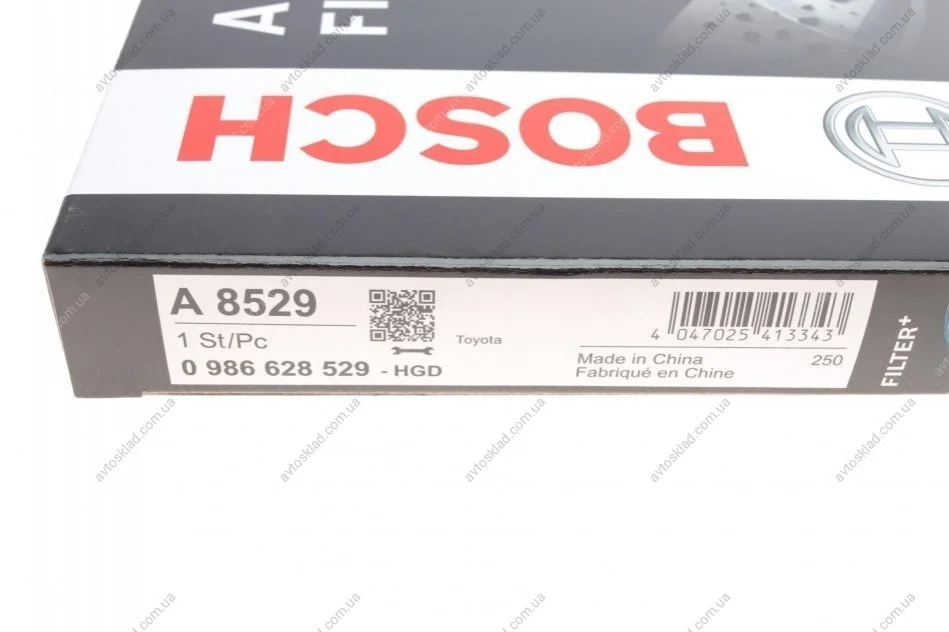 A
FI
BOSCH
A 8529
1 St/Pc
0 986 628 529 - HGD
Toyota
4 047025 413343
Made in China
Fabriqué en Chine
250
FILTER+
avtosklad.com.ua